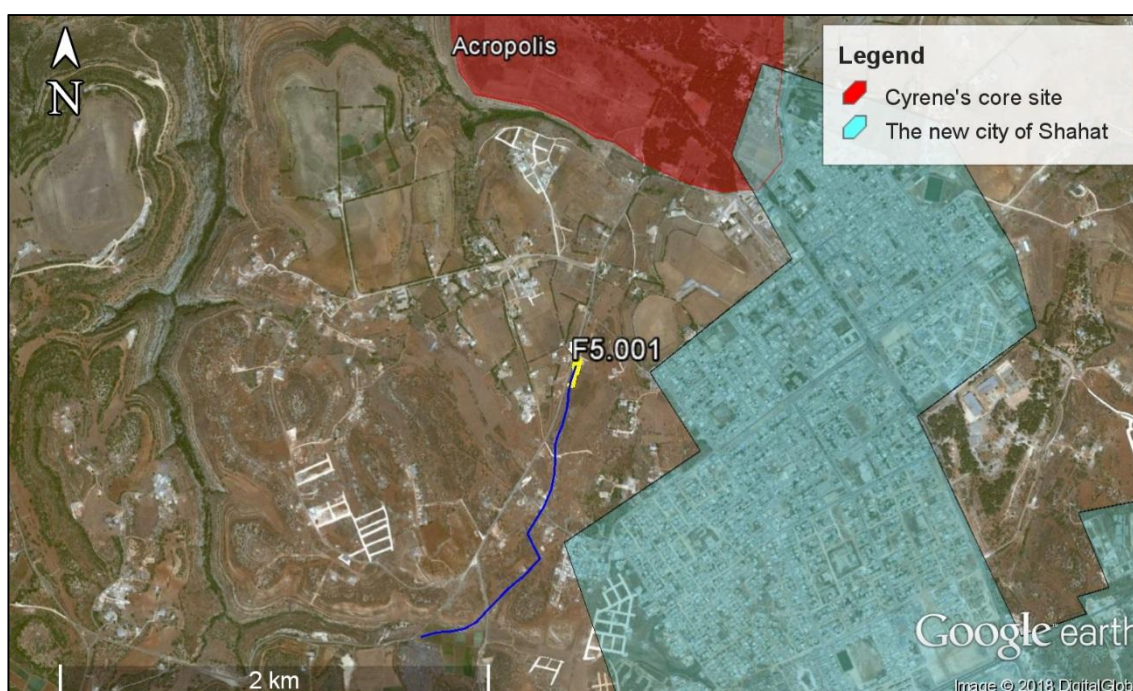 N
Acropolis
Legend
Cyrene's core site
The new city of Shahat
F5.001
2 km
Google earth
Image © 2018 DigitalGlob